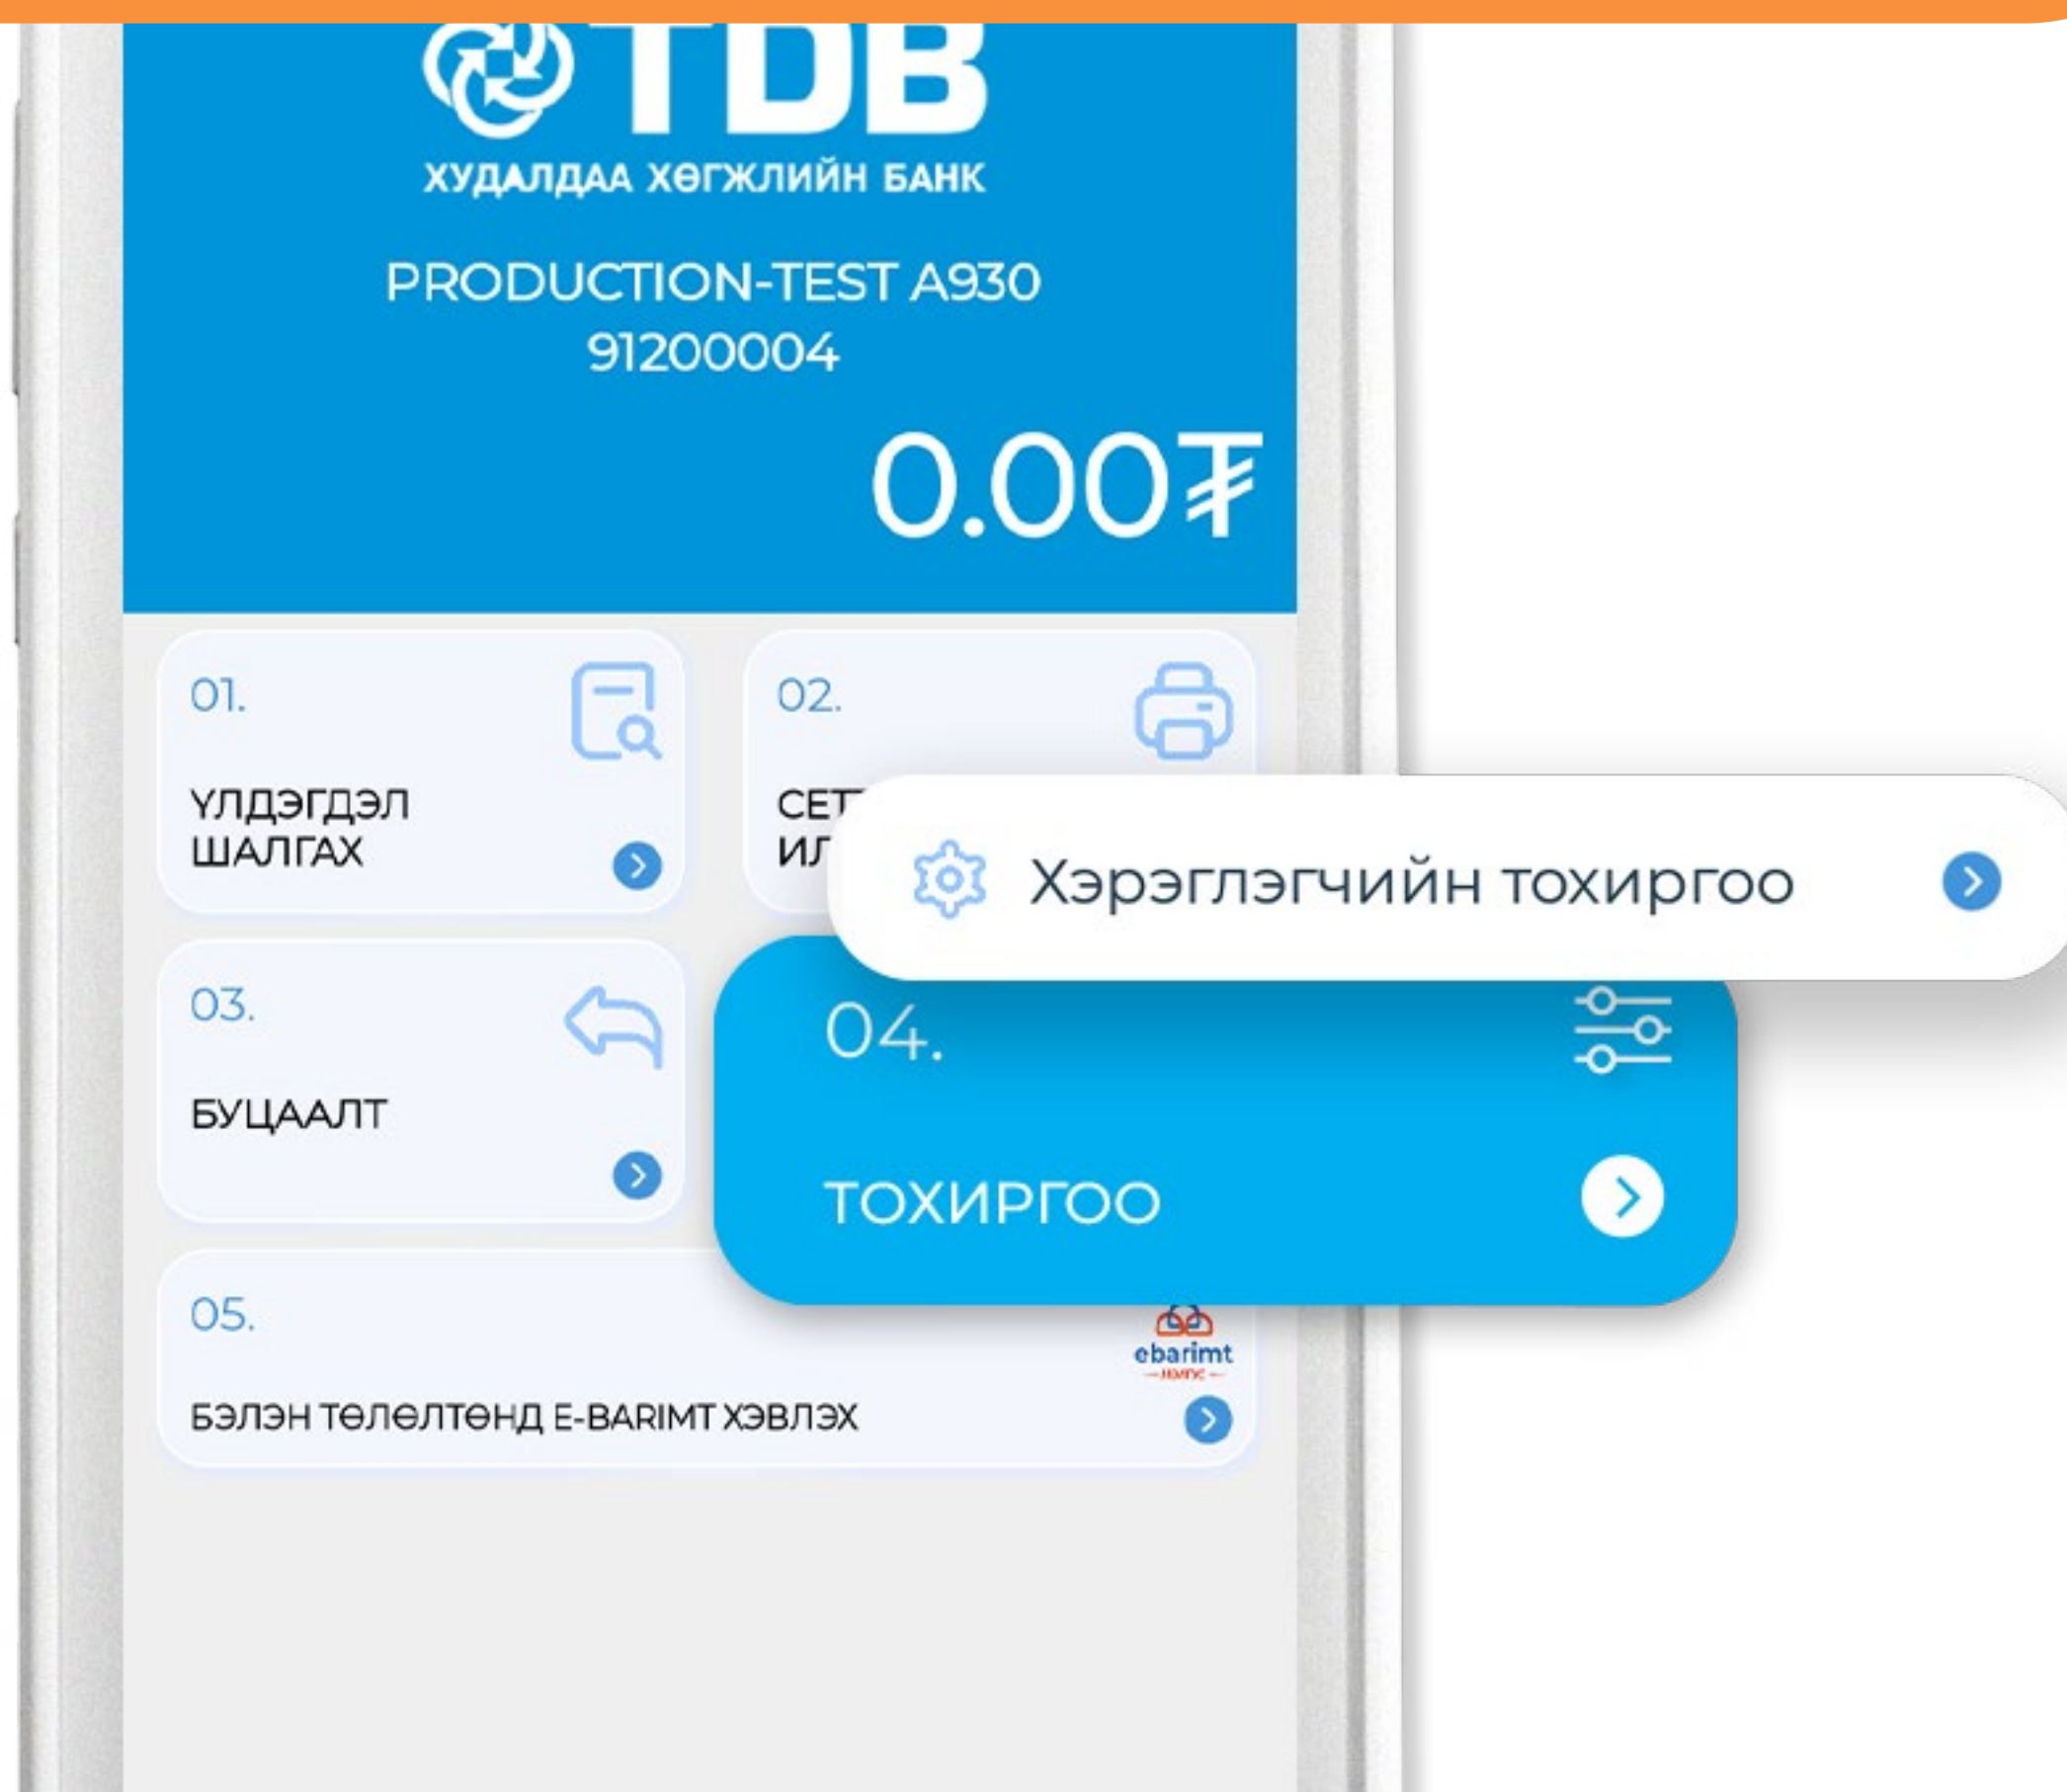 TDB
ХУДАЛДАА ХӨГЖЛИЙН БАНК
PRODUCTION-TEST A930
91200004
0.00₮
01.
ҮЛДЭГДЭЛ
ШАЛГАХ
02.
Хэрэглэгчийн тохиргоо
03.
БУЦААЛТ
04.
ТОХИРГОО
05.
ebarimt
БЭЛЭН ТӨЛӨЛТӨНД E-BARIMT ХЭВЛЭХ